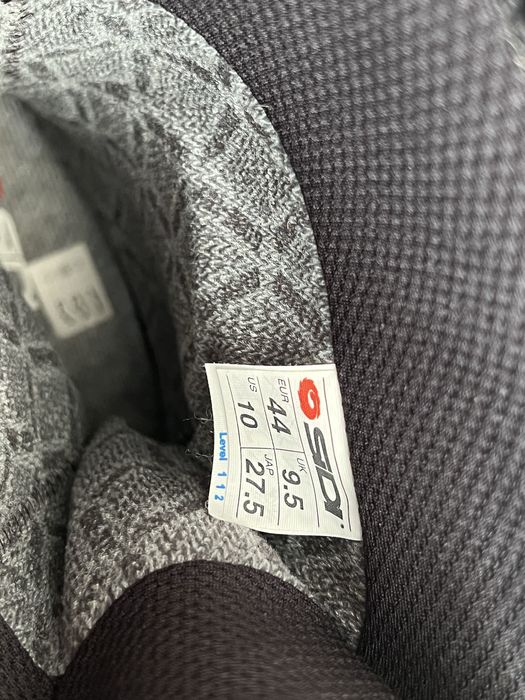 SIDI
EUR UK
44 9.5
US JAP
10 27.5
Level 1 1 2